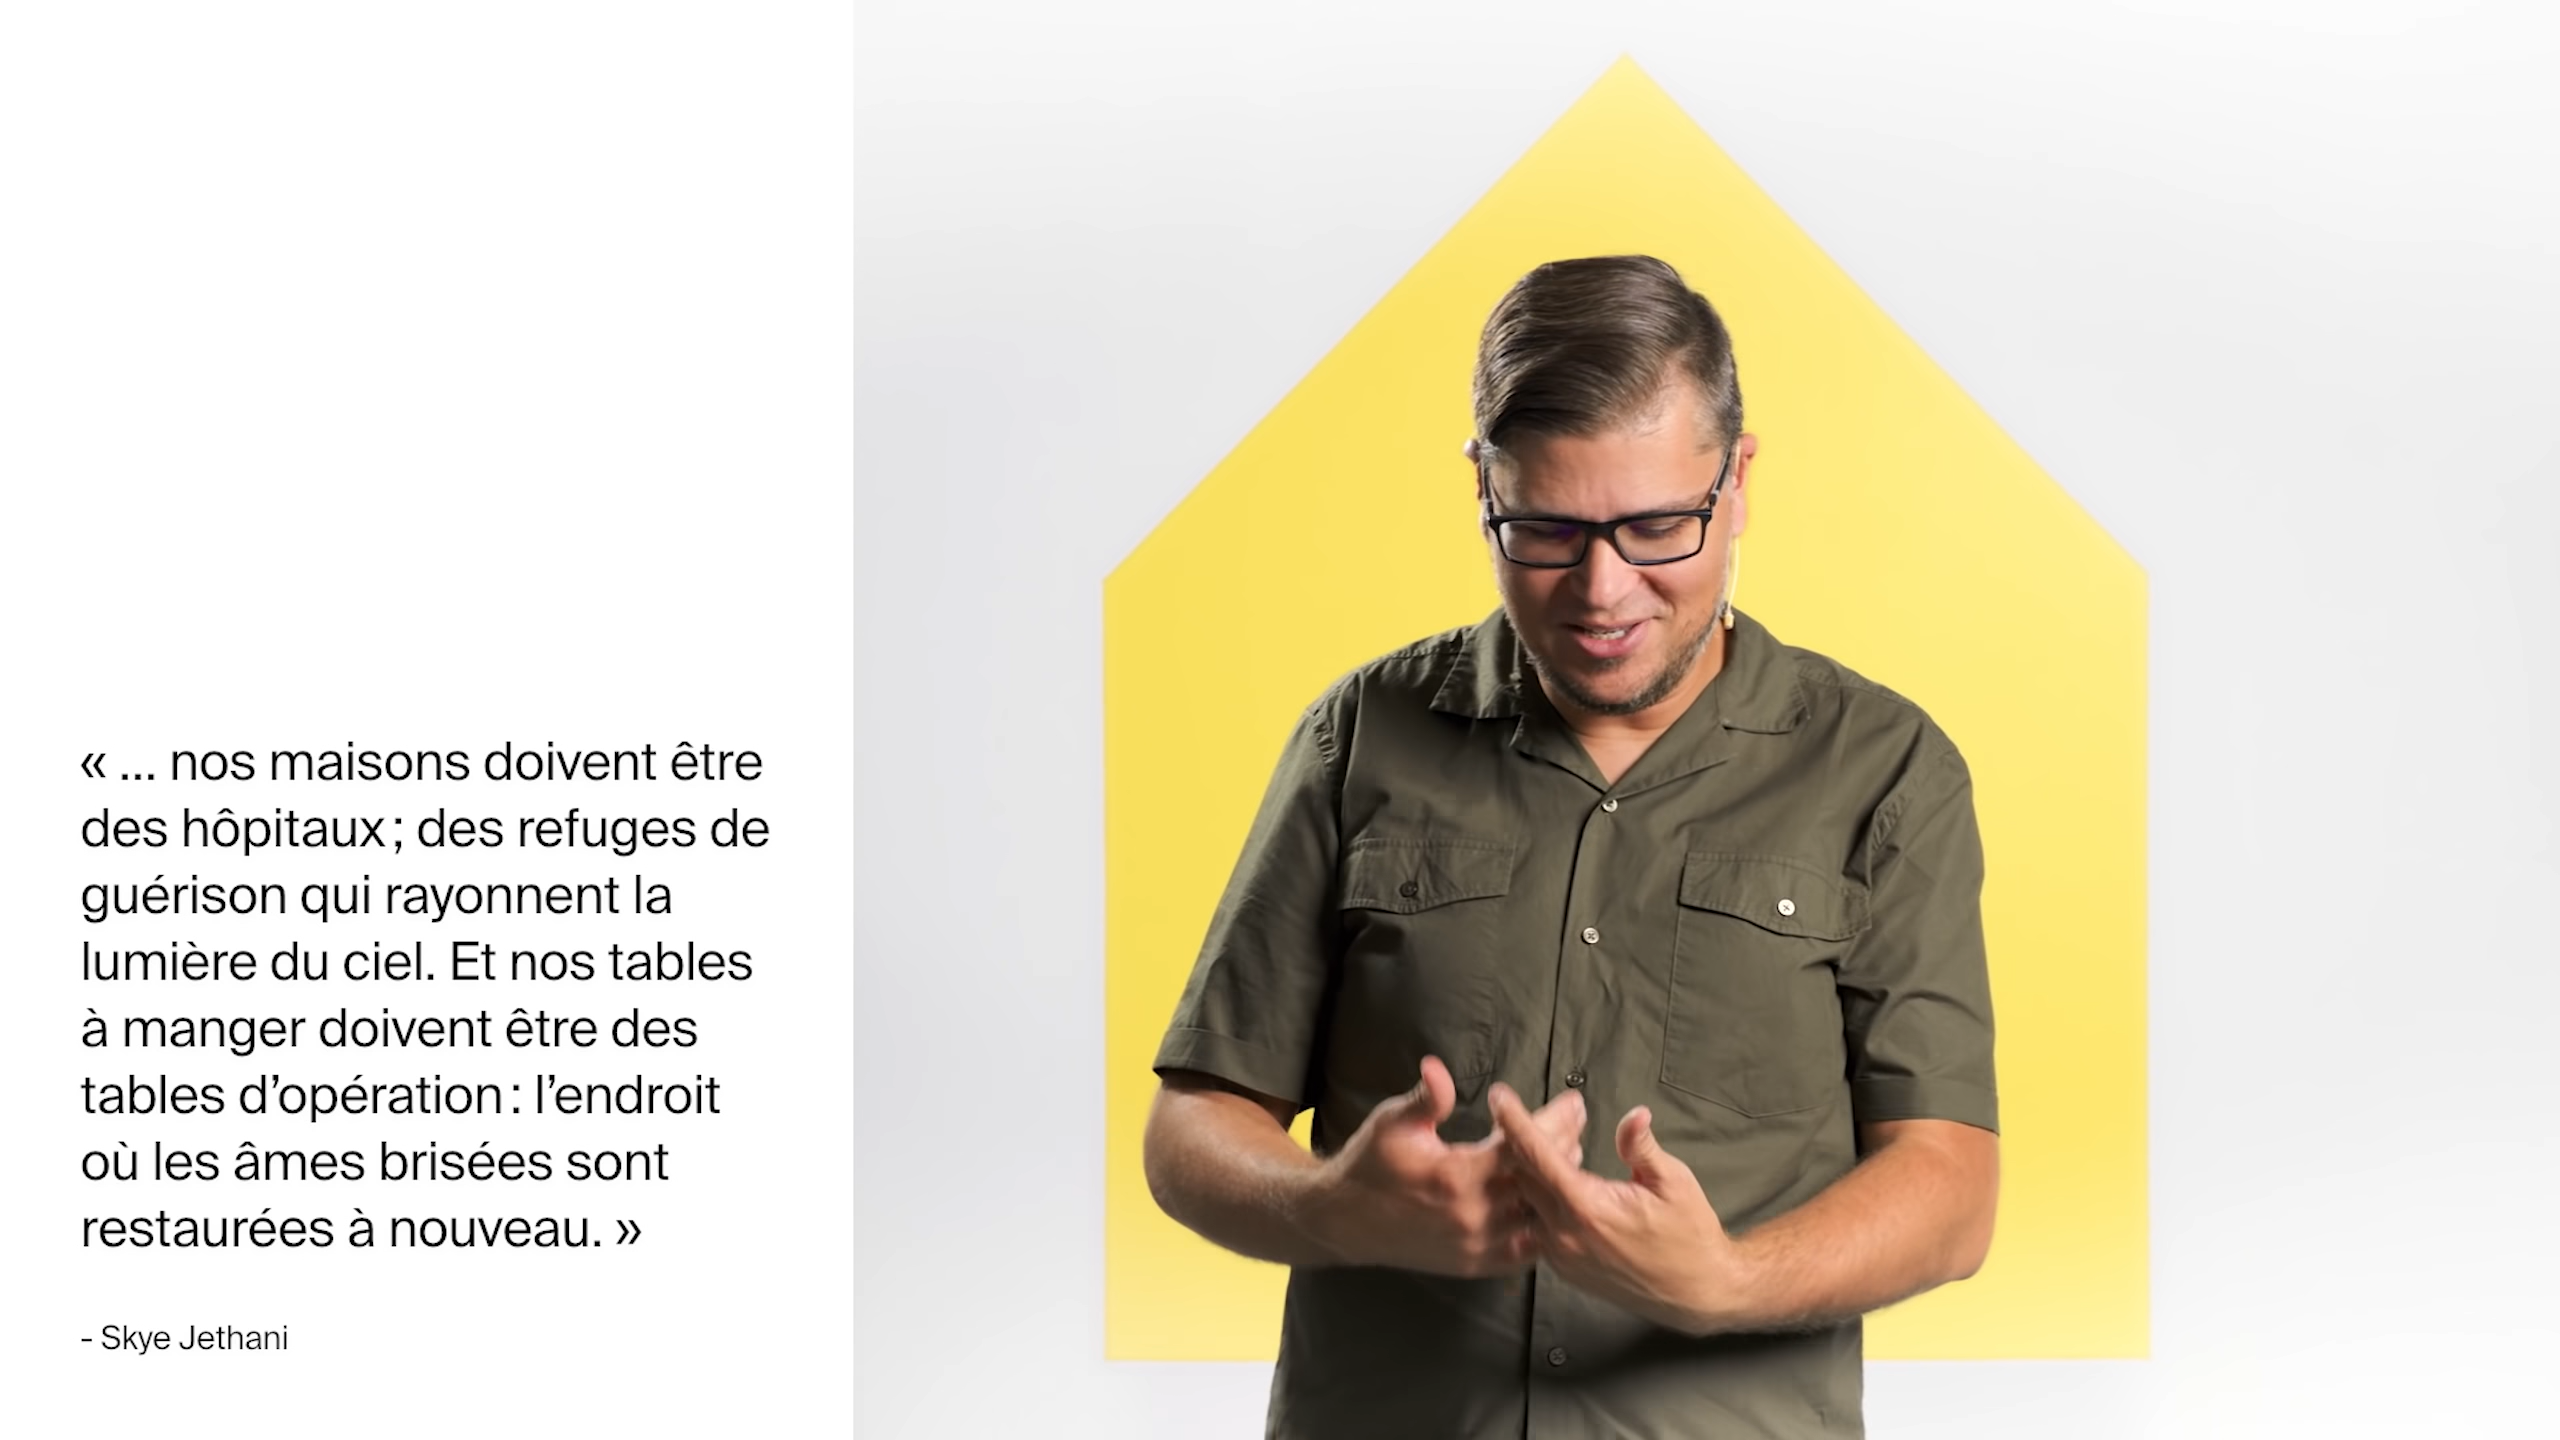 « ... nos maisons doivent être
des hôpitaux ; des refuges de
guérison qui rayonnent la
lumière du ciel. Et nos tables
à manger doivent être des
tables d’opération : l’endroit
où les âmes brisées sont
restaurées à nouveau. »
- Skye Jethani